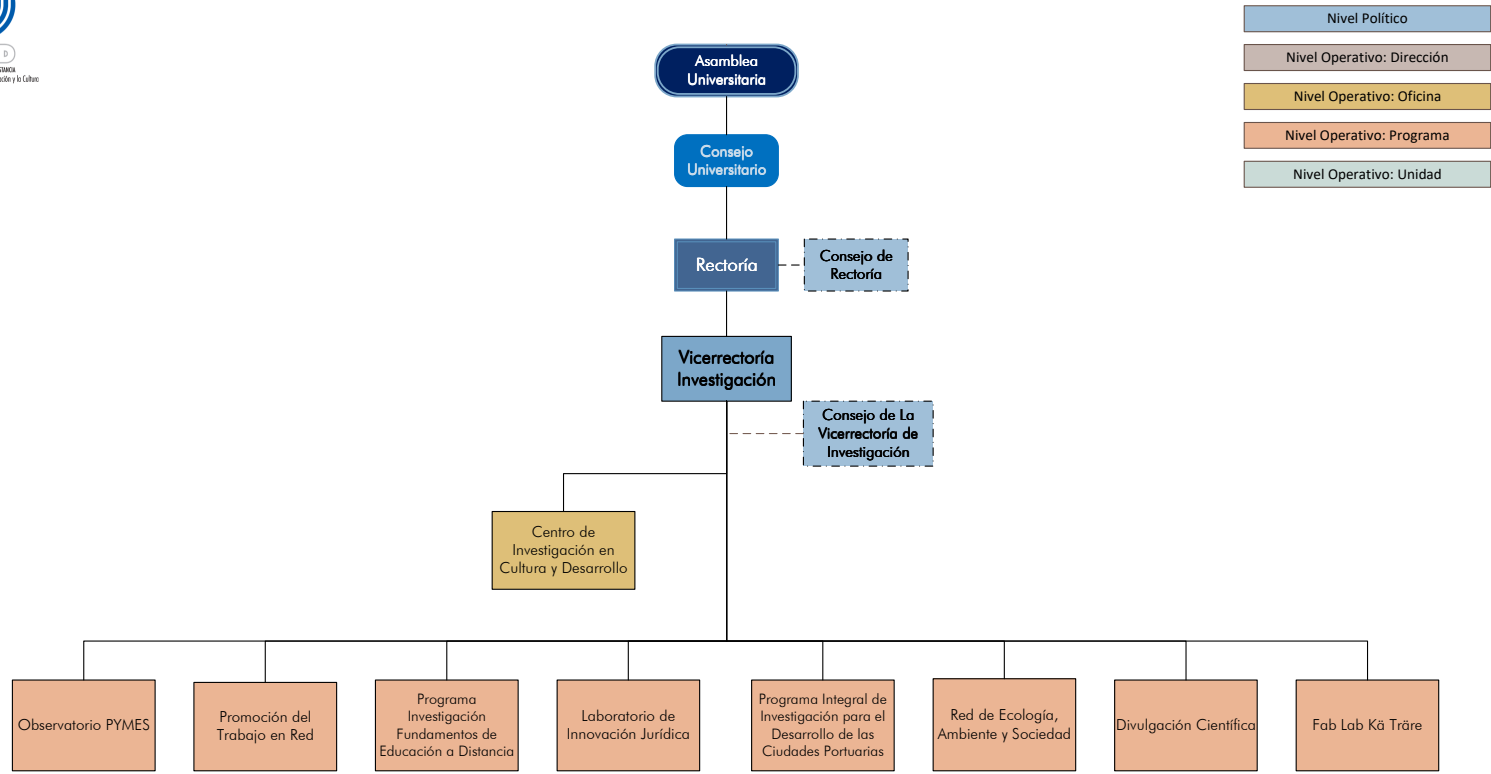 D
ación y la Cultura
Nivel Político
Nivel Operativo: Dirección
Nivel Operativo: Oficina
Nivel Operativo: Programa
Nivel Operativo: Unidad
Asamblea
Universitaria
Consejo
Universitario
Rectoría
Consejo de
Rectoría
Vicerrectoría
Investigación
Consejo de La
Vicerrectoría de
Investigación
Centro de
Investigación en
Cultura y Desarrollo
Observatorio PYMES
Promoción del
Trabajo en Red
Programa
Investigación
Fundamentos de
Educación a Distancia
Laboratorio de
Innovación Jurídica
Programa Integral de
Investigación para el
Desarrollo de las
Ciudades Portuarias
Red de Ecología,
Ambiente y Sociedad
Divulgación Científica
Fab Lab Kä Träre